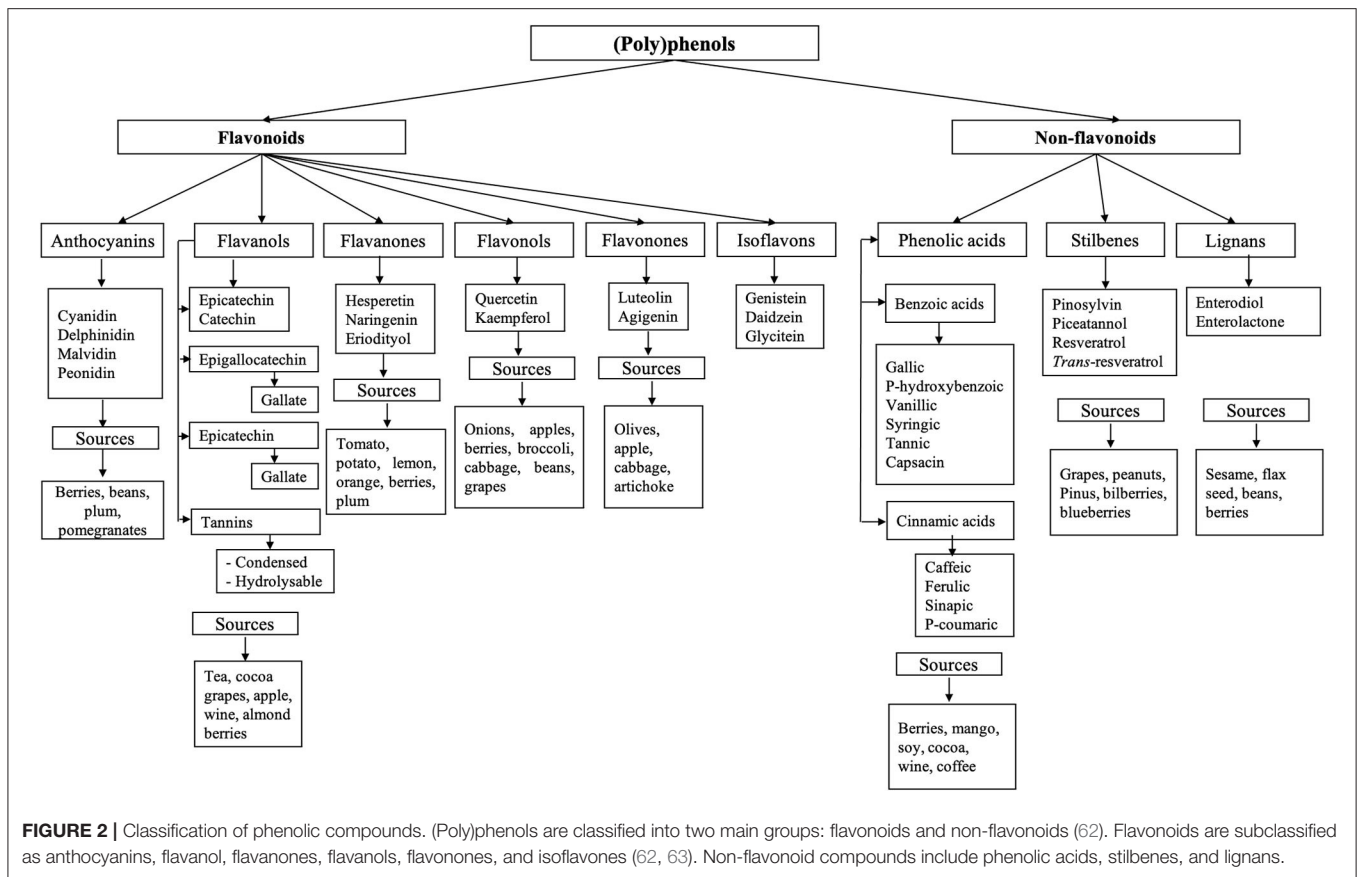 (Poly)phenols
Flavonoids
Non-flavonoids
Anthocyanins
Flavanols
Flavanones
Flavonols
Flavonones
Isoflavons
Phenolic acids
Stilbenes
Lignans
Cyanidin
Delphinidin
Malvidin
Peonidin
Sources
Berries, beans,
plum,
pomegranates
Epicatechin
Catechin
Epigallocatechin
Gallate
Epicatechin
Gallate
Tannins
- Condensed
- Hydrolysable
Sources
Tea, cocoa
grapes, apple,
wine, almond
berries
Hesperetin
Naringenin
Eriodityol
Sources
Tomato,
potato, lemon,
orange, berries,
plum
Quercetin
Kaempferol
Sources
Onions, apples,
berries, broccoli,
cabbage, beans,
grapes
Luteolin
Agigenin
Sources
Olives,
apple,
cabbage,
artichoke
Genistein
Daidzein
Glycitein
Benzoic acids
Gallic
P-hydroxybenzoic
Vanillic
Syringic
Tannic
Capsacin
Cinnamic acids
Caffeic
Ferulic
Sinapic
P-coumaric
Sources
Berries, mango,
soy, cocoa,
wine, coffee
Pinosylvin
Piceatannol
Resveratrol
Trans-resveratrol
Sources
Grapes, peanuts,
Pinus, bilberries,
blueberries
Enterodiol
Enterolactone
Sources
Sesame, flax
seed, beans,
berries
FIGURE 2 | Classification of phenolic compounds. (Poly)phenols are classified into two main groups: flavonoids and non-flavonoids (62). Flavonoids are subclassified
as anthocyanins, flavanol, flavanones, flavanols, flavonones, and isoflavones (62, 63). Non-flavonoid compounds include phenolic acids, stilbenes, and lignans.